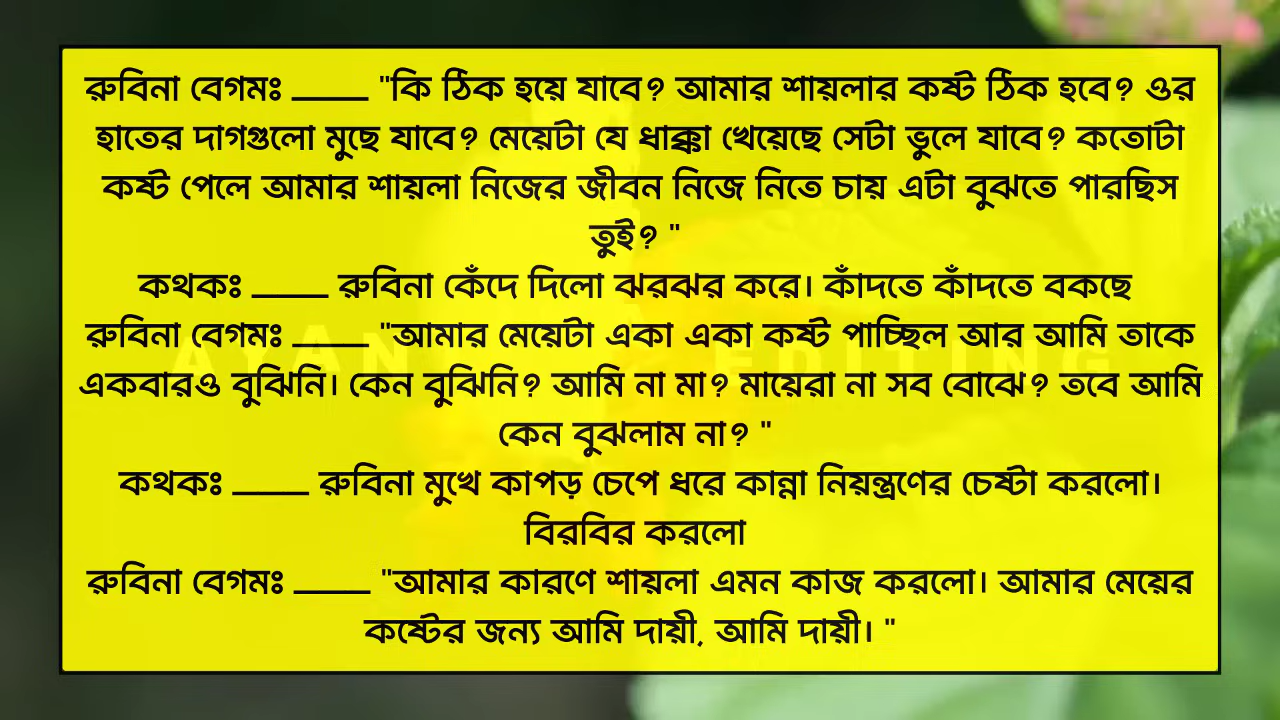 রুবিনা বেগমঃ ____ "কি ঠিক হয়ে যাবে? আমার শায়লার কষ্ট ঠিক হবে? ওর
হাতের দাগগুলো মুছে যাবে? মেয়েটা যে ধাক্কা খেয়েছে সেটা ভুলে যাবে? কতোটা
কষ্ট পেলে আমার শায়লা নিজের জীবন নিজে নিতে চায় এটা বুঝতে পারছিস
তুই? "
কথকঃ ____ রুবিনা কেঁদে দিলো ঝরঝর করে। কাঁদতে কাঁদতে বকছে
রুবিনা বেগমঃ ____ "আমার মেয়েটা একা একা কষ্ট পাচ্ছিল আর আমি তাকে
একবারও বুঝিনি। কেন বুঝিনি? আমি না মা? মায়েরা না সব বোঝে? তবে আমি
কেন বুঝলাম না? "
কথকঃ ____ রুবিনা মুখে কাপড় চেপে ধরে কান্না নিয়ন্ত্রণের চেষ্টা করলো।
বিরবির করলো
রুবিনা বেগমঃ ____ "আমার কারণে শায়লা এমন কাজ করলো। আমার মেয়ের
কষ্টের জন্য আমি দায়ী, আমি দায়ী। "
EDITING